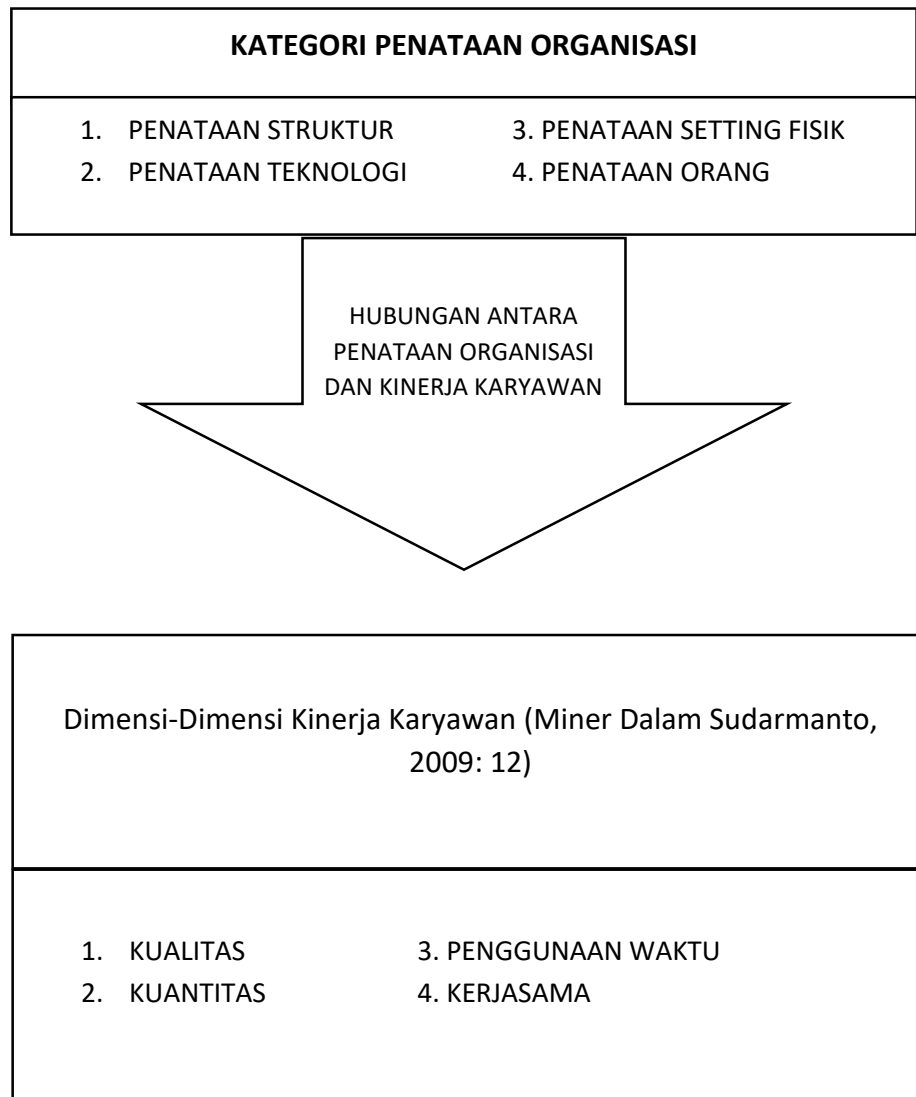 KATEGORI PENATAAN ORGANISASI
1. PENATAAN STRUKTUR 3. PENATAAN SETTING FISIK
2. PENATAAN TEKNOLOGI 4. PENATAAN ORANG
HUBUNGAN ANTARA
PENATAAN ORGANISASI
DAN KINERJA KARYAWAN
Dimensi-Dimensi Kinerja Karyawan (Miner Dalam Sudarmanto,
2009: 12)
1. KUALITAS 3. PENGGUNAAN WAKTU
2. KUANTITAS 4. KERJASAMA